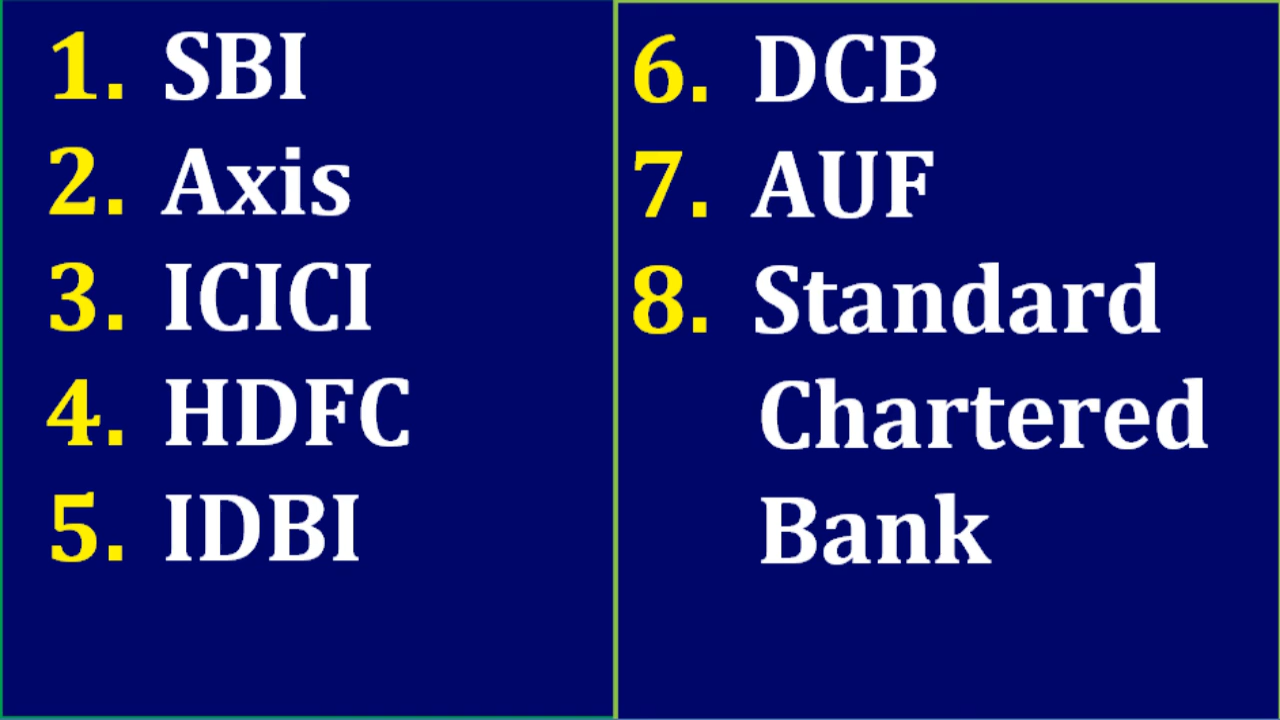 1. SBI
2. Axis
3. ICICI
4. HDFC
5. IDBI
6. DCB
7. AUF
8. Standard
Chartered
Bank